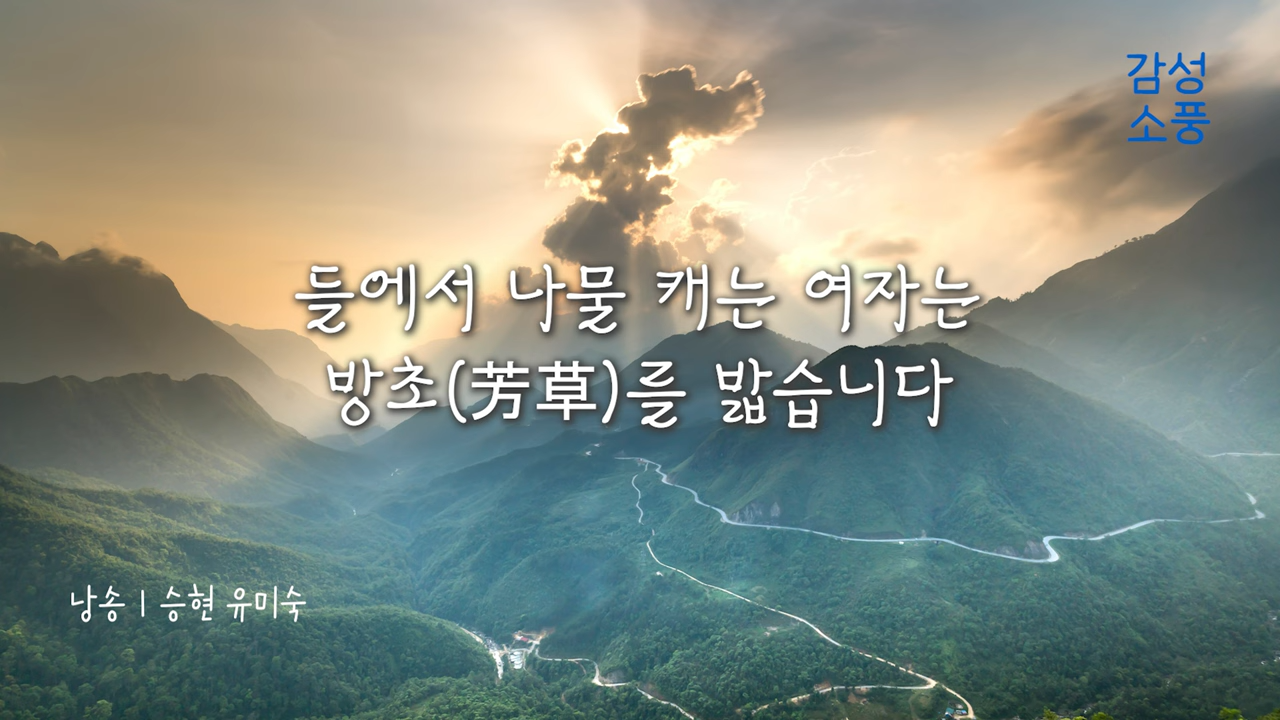 감성
소풍
들에서 나물 캐는 여자는
방초(芳草)를 밟습니다
낭송 | 승현 유미숙